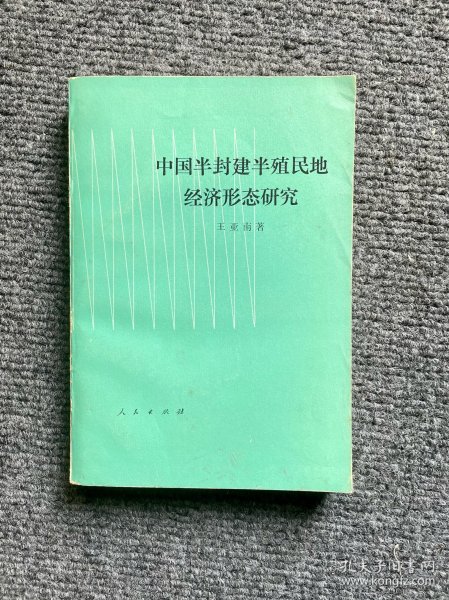 中国半封建半殖民地
经济形态研究
王亚南著
人民出版社
孔夫子旧书网
www.kongfz.com